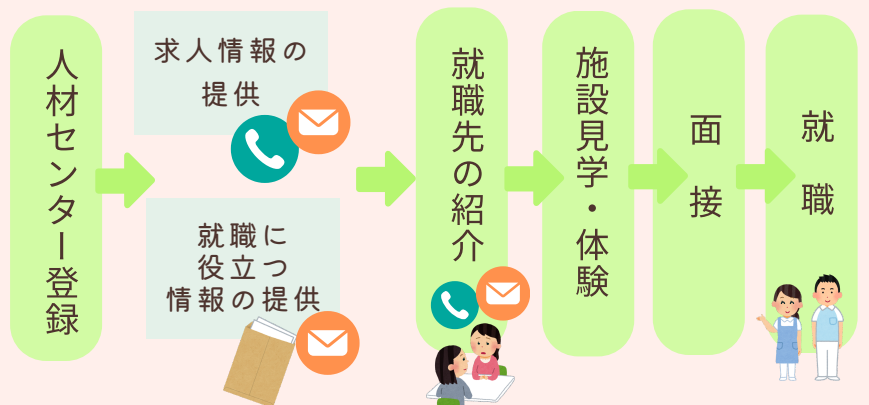 人材センター登録
求人情報の
提供
就職に
役立つ
情報の提供
就職先の紹介
施設見学・体験
面接
就職